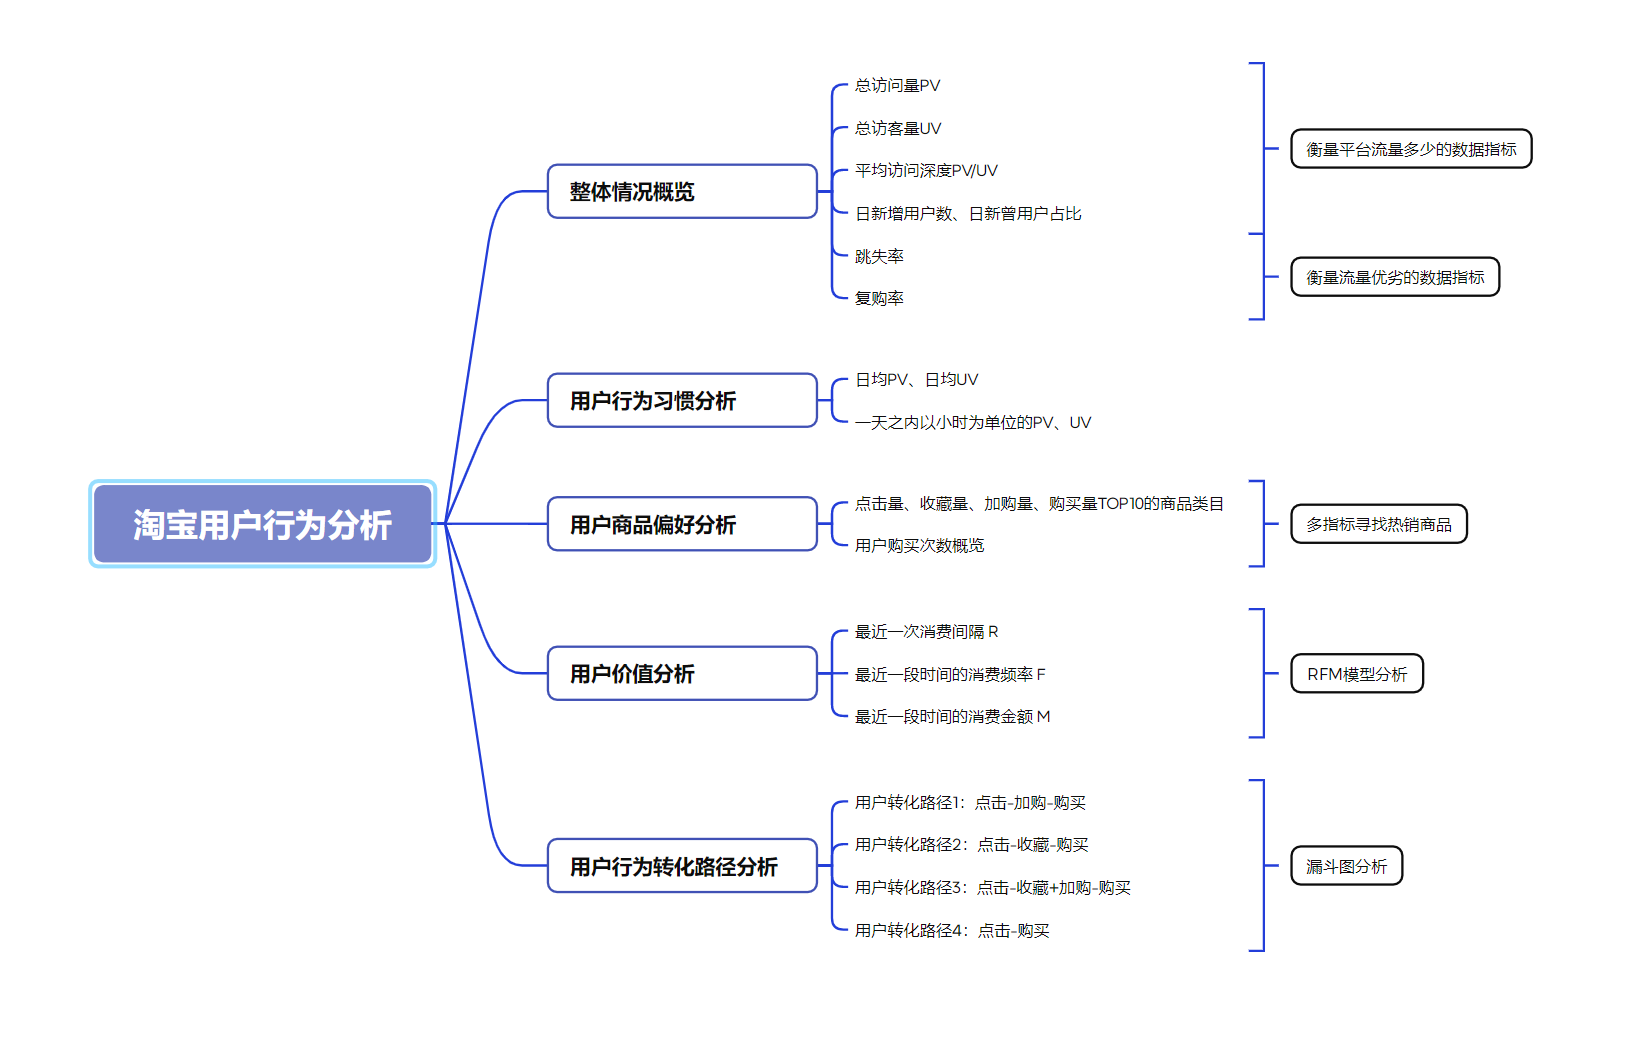 淘宝用户行为分析
整体情况概览
总访问量PV
总访客量UV
平均访问深度PV/UV
日新增用户数、日新曾用户占比
跳失率
复购率
衡量平台流量多少的数据指标
衡量流量优劣的数据指标
用户行为习惯分析
日均PV、日均UV
一天之内以小时为单位的PV、UV
用户商品偏好分析
点击量、收藏量、加购量、购买量TOP10的商品类目
用户购买次数概览
多指标寻找热销商品
用户价值分析
最近一次消费间隔 R
最近一段时间的消费频率 F
最近一段时间的消费金额 M
RFM模型分析
用户行为转化路径分析
用户转化路径1：点击-加购-购买
用户转化路径2：点击-收藏-购买
用户转化路径3：点击-收藏+加购-购买
用户转化路径4：点击-购买
漏斗图分析